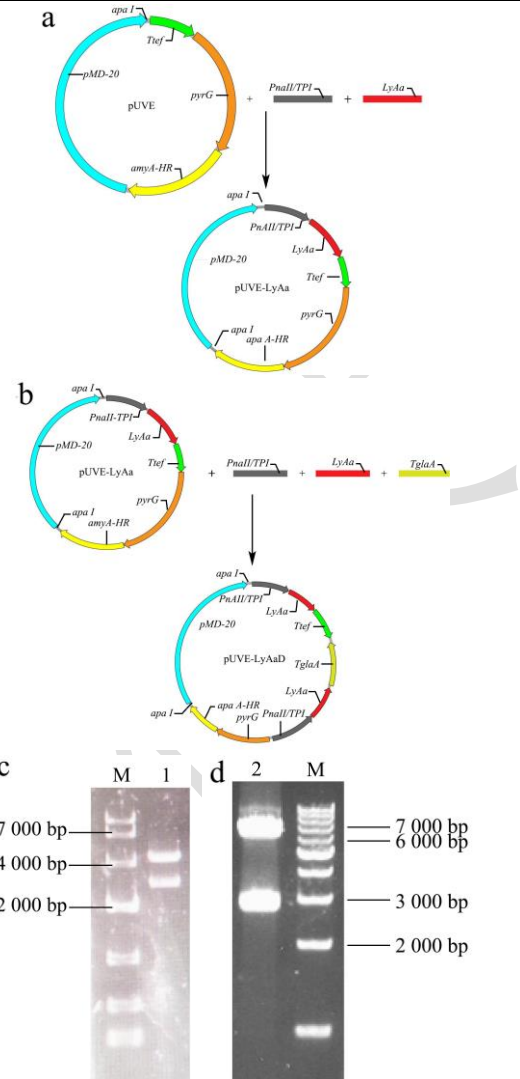 a
apa I
Ttef
pMD-20
pyrG
pUVE
amyA-HR
+
PnaII/TPI
+
LyAa
apa I
PnAII/TPI
LyAa
pMD-20
Ttef
pUVE-LyAa
pyrG
apa I
apa A-HR
b
apa I
PnaII-TPI
LyAa
pMD-20
Ttef
pUVE-LyAa
pyrG
apa I
amyA-HR
+
PnaII/TPI
+
LyAa
+
TglaA
apa I
PnAII/TPI
LyAa
pMD-20
Ttef
pUVE-LyAaD
TglaA
LyAa
apa I
apa A-HR
pyrG
PnaII/TPI
c
M 1
7 000 bp
4 000 bp
2 000 bp
d
2 M
7 000 bp
6 000 bp
3 000 bp
2 000 bp